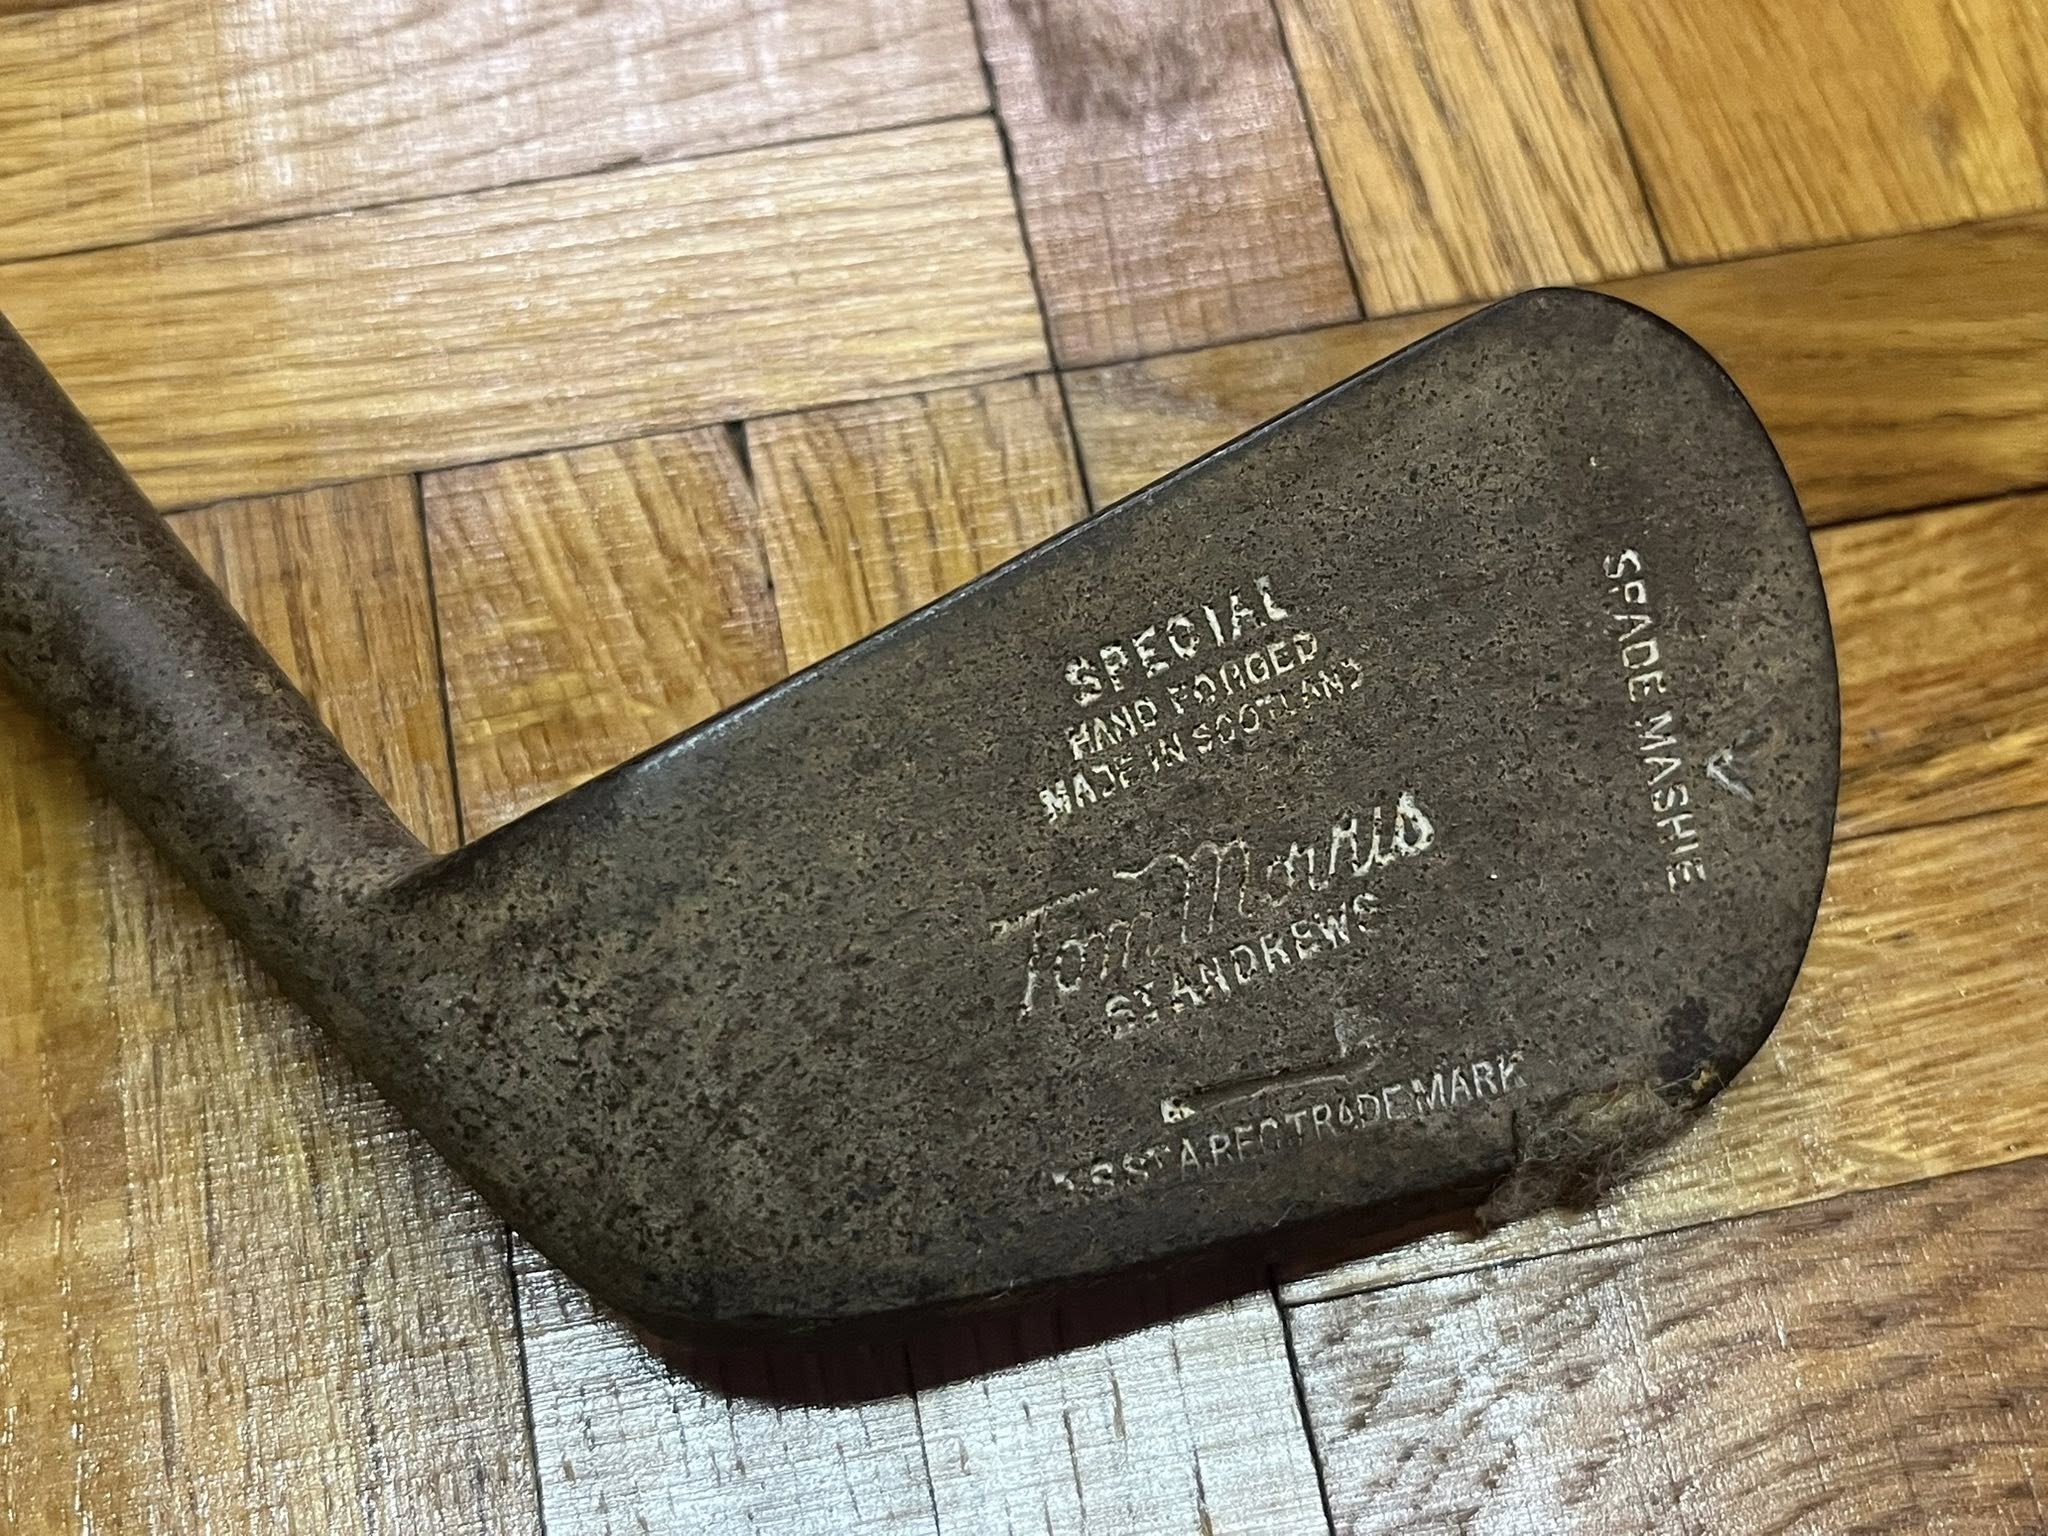 SPECIAL
HAND FORGED
MADE IN SCOTLAND
Tom Morris
ST ANDREWS
REG TRADE MARK
SPADE MASHIE